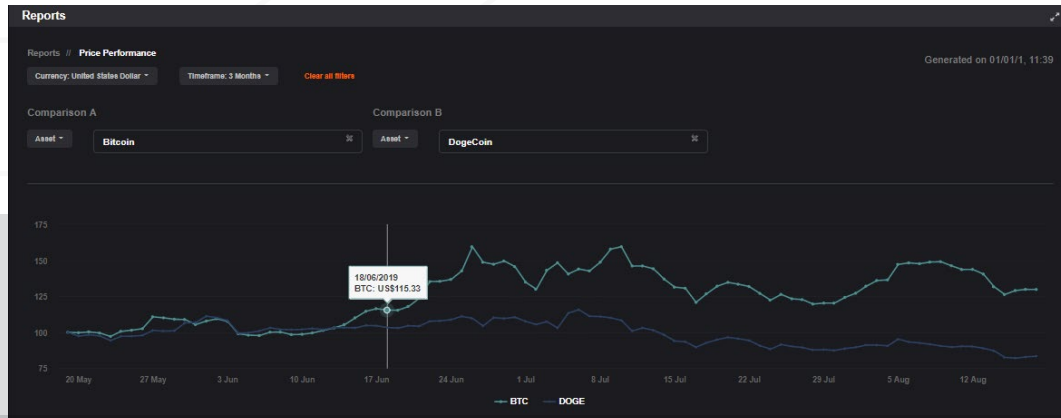 Reports
Reports // Price Performance
Generated on 01/01/1, 11:39
Currency: United States Dollar
Timeframe: 3 Months
Clear all filters
Comparison A
Comparison B
Asset
Bitcoin
Asset
DogeCoin
175
150
125
100
75
18/06/2019
BTC: US$115.33
20 May
27 May
3 Jun
10 Jun
17 Jun
24 Jun
1 Jul
8 Jul
15 Jul
22 Jul
29 Jul
5 Aug
12 Aug
BTC
DOGE